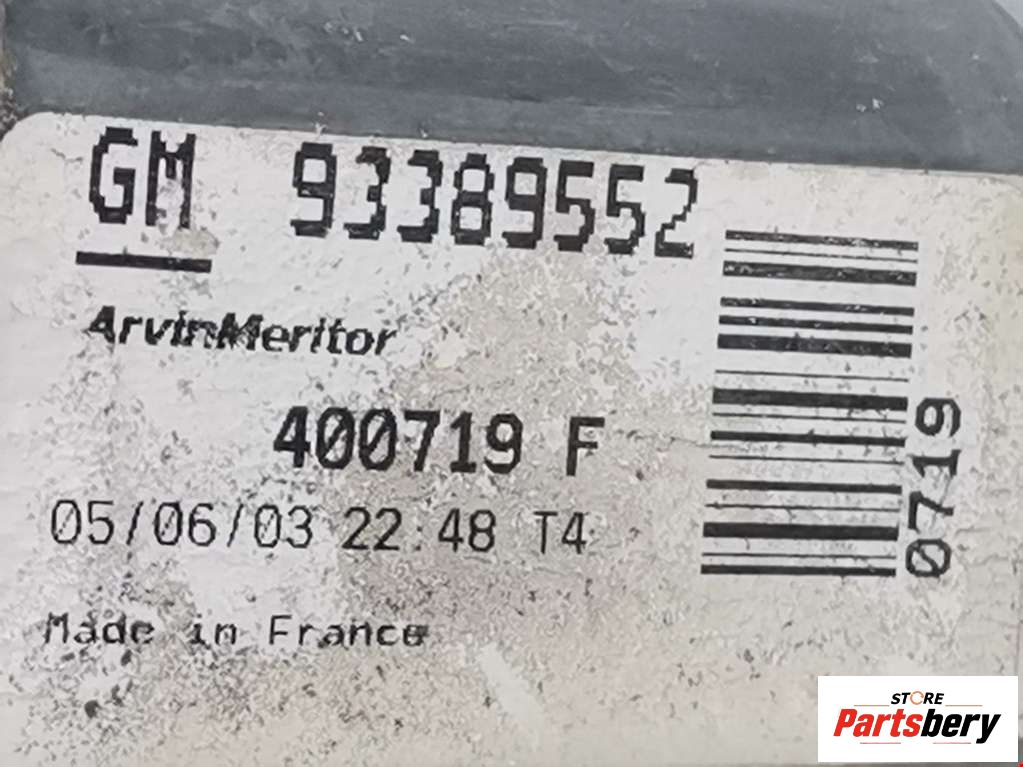 GM 93389552
ArvinMeritor
400719 F
05/06/03 22:48 T4
Made in France
0719
STORE
Partsbery